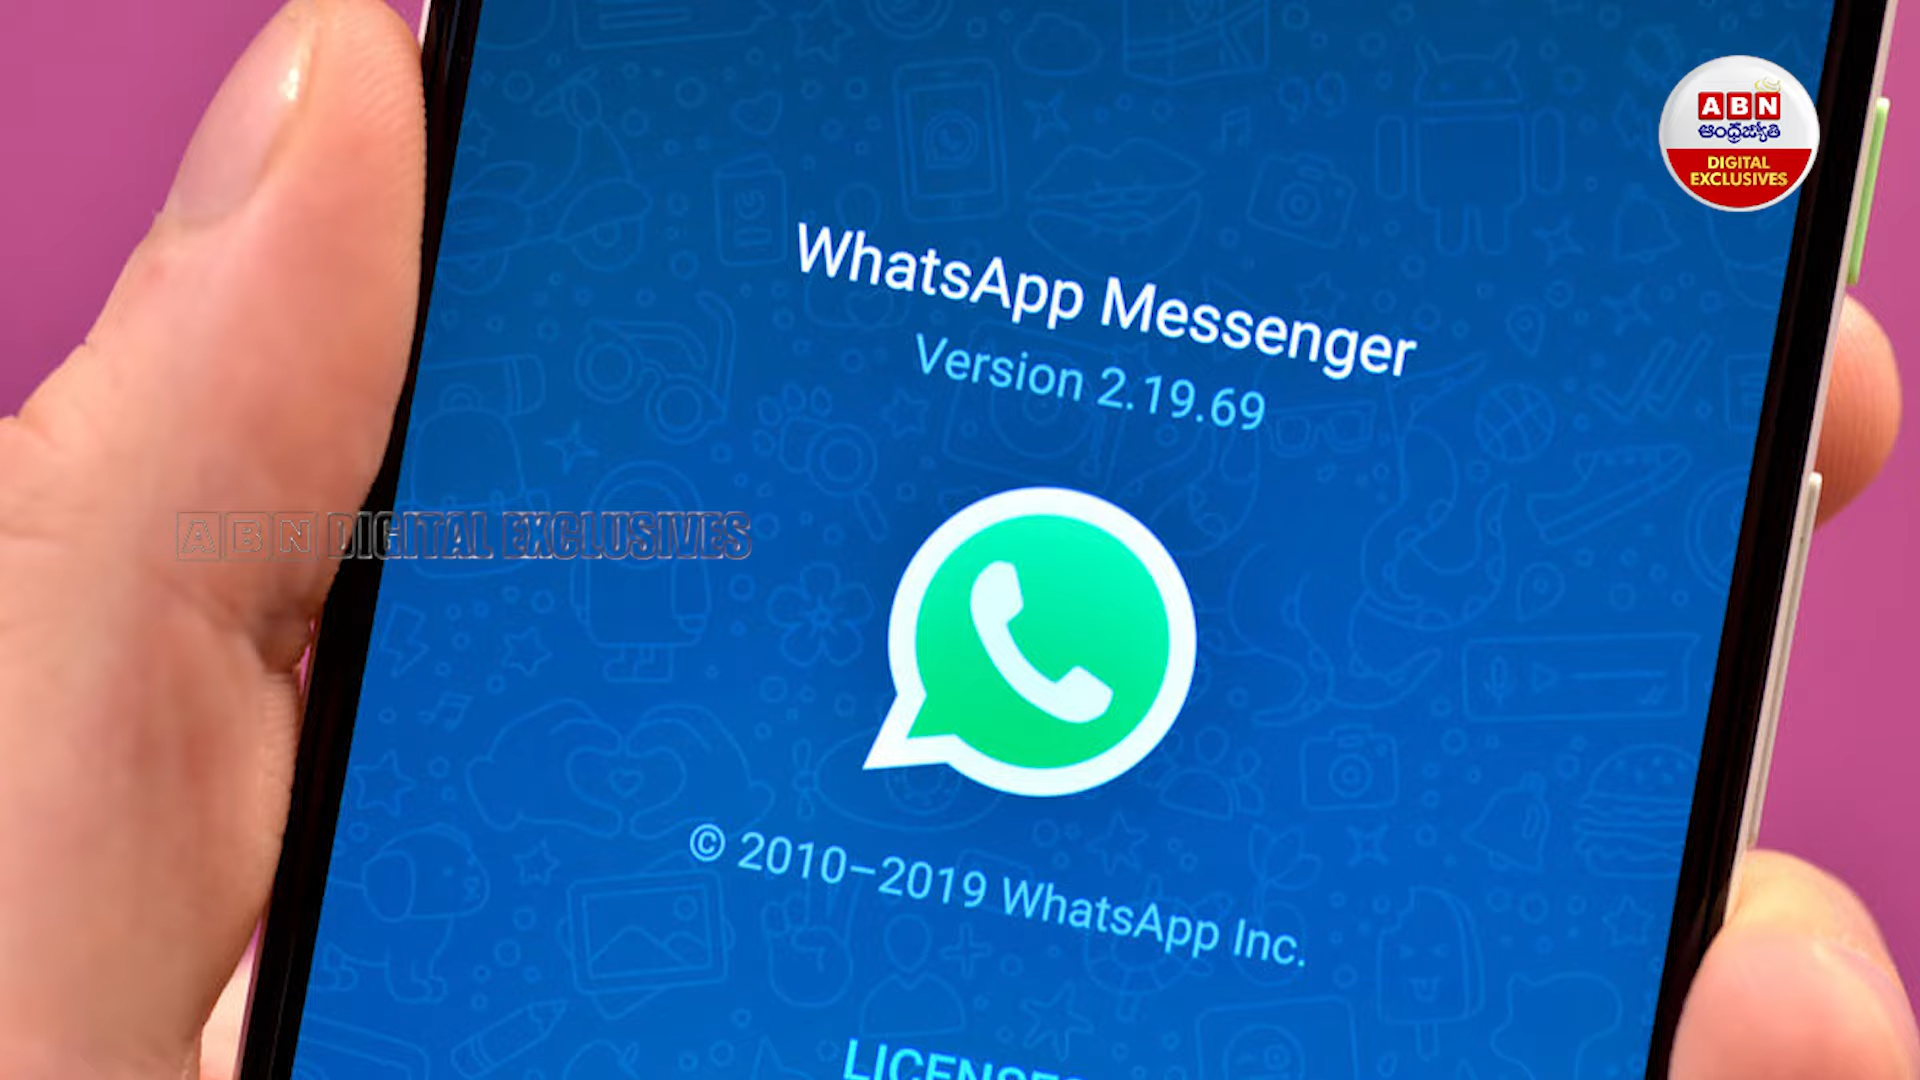 ABN
ఆంధ్రజ్యోతి
DIGITAL
EXCLUSIVES
WhatsApp Messenger
Version 2.19.69
ABN DIGITAL EXCLUSIVES
© 2010–2019 WhatsApp Inc.